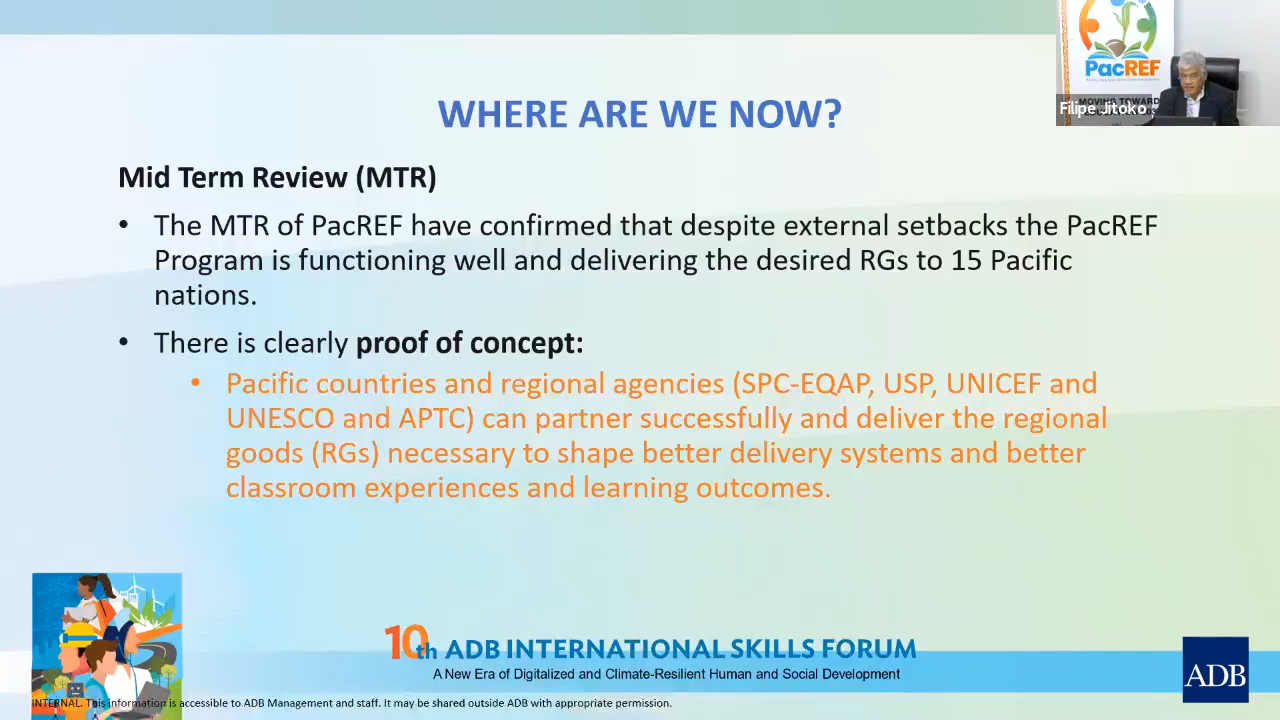 PacREF
Filipe Jitoko
MOVING TOWARD
WHERE ARE WE NOW?
Mid Term Review (MTR)
• The MTR of PacREF have confirmed that despite external setbacks the PacREF
Program is functioning well and delivering the desired RGs to 15 Pacific
nations.
• There is clearly proof of concept:
• Pacific countries and regional agencies (SPC-EQAP, USP, UNICEF and
UNESCO and APTC) can partner successfully and deliver the regional
goods (RGs) necessary to shape better delivery systems and better
classroom experiences and learning outcomes.
10th ADB INTERNATIONAL SKILLS FORUM
A New Era of Digitalized and Climate-Resilient Human and Social Development
ADB
INTERNAL. This information is accessible to ADB Management and staff. It may be shared outside ADB with appropriate permission.